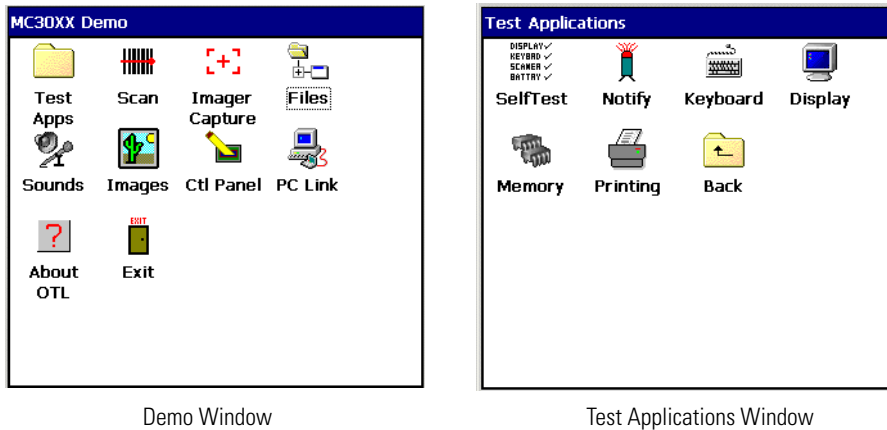 MC30XX Demo
Test Apps
Scan
Imager Capture
Files
Sounds
Images
Ctl Panel
PC Link
EXIT
About OTL
Exit
Demo Window
Test Applications
DISPLAY✓
KEYBRD✓
SCANER✓
BATTRY✓
SelfTest
Notify
Keyboard
Display
Memory
Printing
Back
Test Applications Window